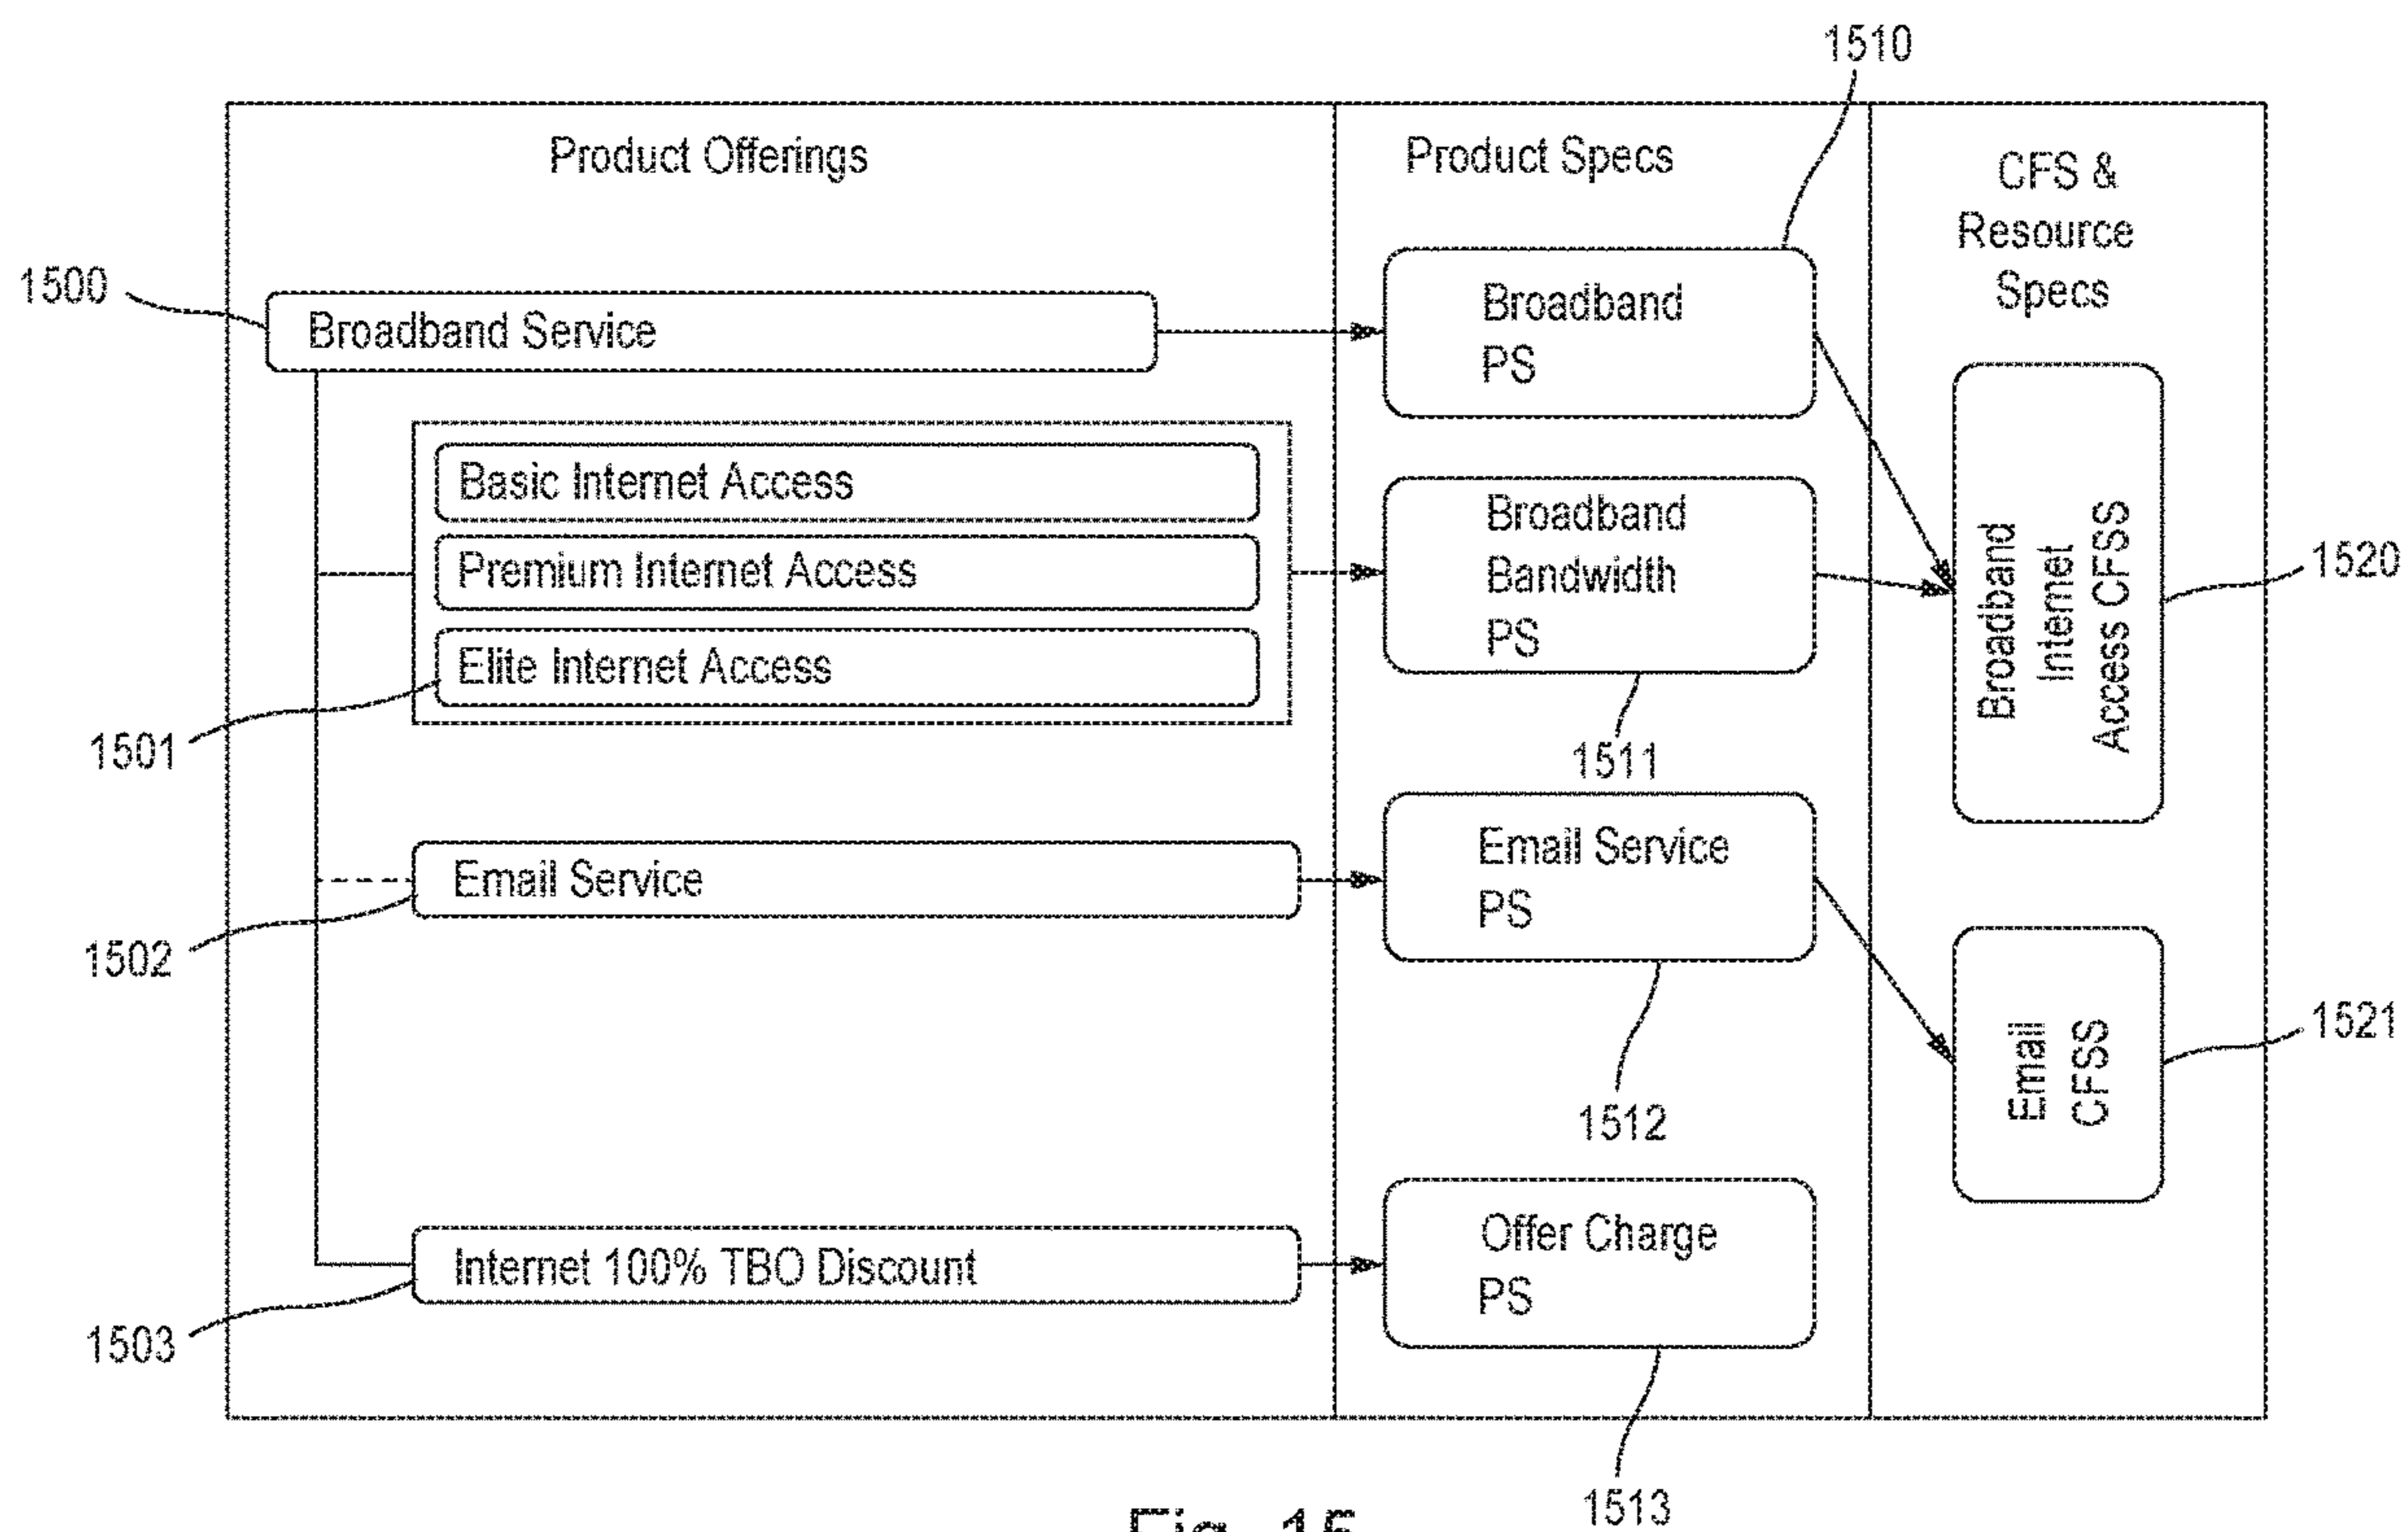 1510
Product Offerings
Product Specs
CFS &
Resource
Specs
1500
Broadband Service
Broadband
PS
Basic Internet Access
Premium Internet Access
Elite Internet Access
1501
Broadband
Bandwidth
PS
1511
Broadband
Internet
Access CFSS
1520
Email Service
1502
Email Service
PS
1512
Email
CFSS
1521
Internet 100% TBO Discount
1503
Offer Charge
PS
1513
Fig. 15